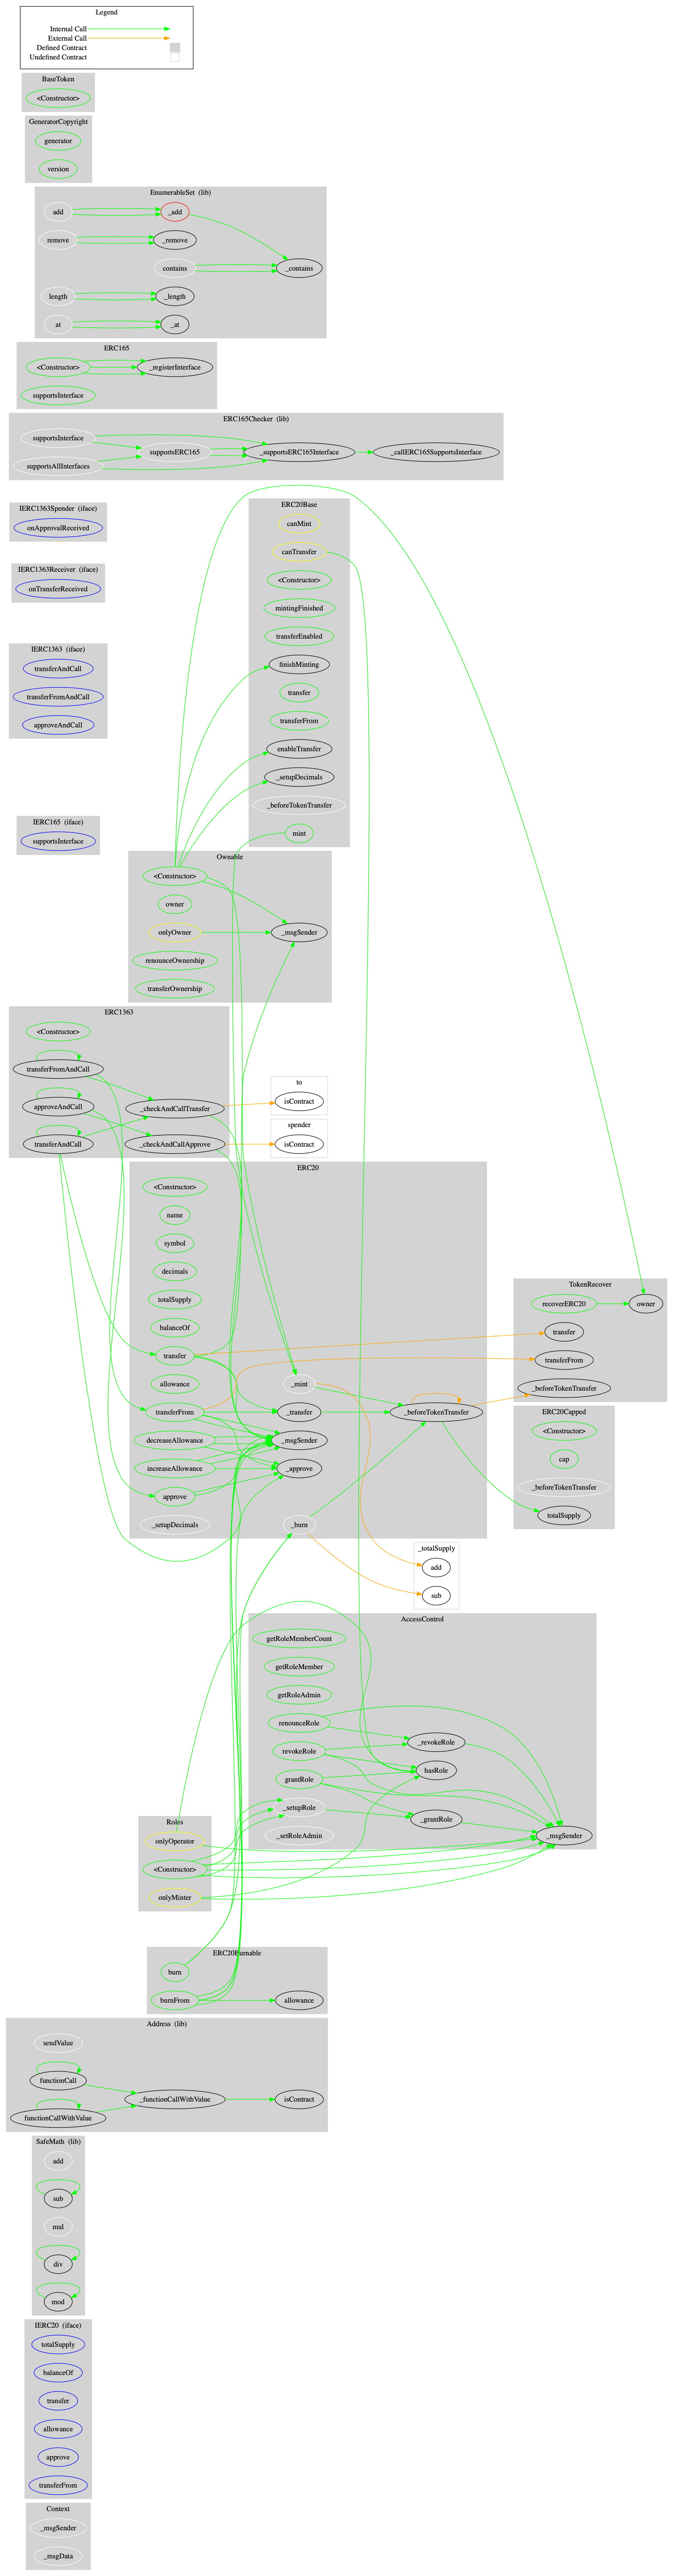 Legend
Internal Call
External Call
Defined Contract
Undefined Contract
BaseToken
<Constructor>
GeneratorCopyright
generator
version
EnumerableSet (lib)
add
_add
remove
_remove
contains
_contains
length
_length
at
_at
ERC165
<Constructor>
_registerInterface
supportsInterface
ERC165Checker (lib)
supportsInterface
supportsERC165
_supportsERC165Interface
_callERC165SupportsInterface
supportsAllInterfaces
IERC1363Spender (iface)
onApprovalReceived
IERC1363Receiver (iface)
onTransferReceived
IERC1363 (iface)
transferAndCall
transferFromAndCall
approveAndCall
IERC165 (iface)
supportsInterface
ERC20Base
canMint
canTransfer
<Constructor>
mintingFinished
transferEnabled
finishMinting
transfer
transferFrom
enableTransfer
_setupDecimals
_beforeTokenTransfer
mint
Ownable
<Constructor>
owner
onlyOwner
_msgSender
renounceOwnership
transferOwnership
ERC1363
<Constructor>
transferFromAndCall
approveAndCall
transferAndCall
_checkAndCallTransfer
_checkAndCallApprove
to
isContract
spender
isContract
ERC20
<Constructor>
name
symbol
decimals
totalSupply
balanceOf
transfer
allowance
transferFrom
decreaseAllowance
increaseAllowance
approve
_setupDecimals
_mint
_transfer
_msgSender
_approve
_burn
_beforeTokenTransfer
TokenRecover
recoverERC20
owner
transfer
transferFrom
_beforeTokenTransfer
ERC20Capped
<Constructor>
cap
_beforeTokenTransfer
totalSupply
_totalSupply
add
sub
AccessControl
getRoleMemberCount
getRoleMember
getRoleAdmin
renounceRole
revokeRole
grantRole
_setupRole
_setRoleAdmin
_revokeRole
hasRole
_grantRole
_msgSender
Roles
onlyOperator
<Constructor>
onlyMinter
ERC20Burnable
burn
burnFrom
allowance
Address (lib)
sendValue
functionCall
functionCallWithValue
_functionCallWithValue
isContract
SafeMath (lib)
add
sub
mul
div
mod
IERC20 (iface)
totalSupply
balanceOf
transfer
allowance
approve
transferFrom
Context
_msgSender
_msgData